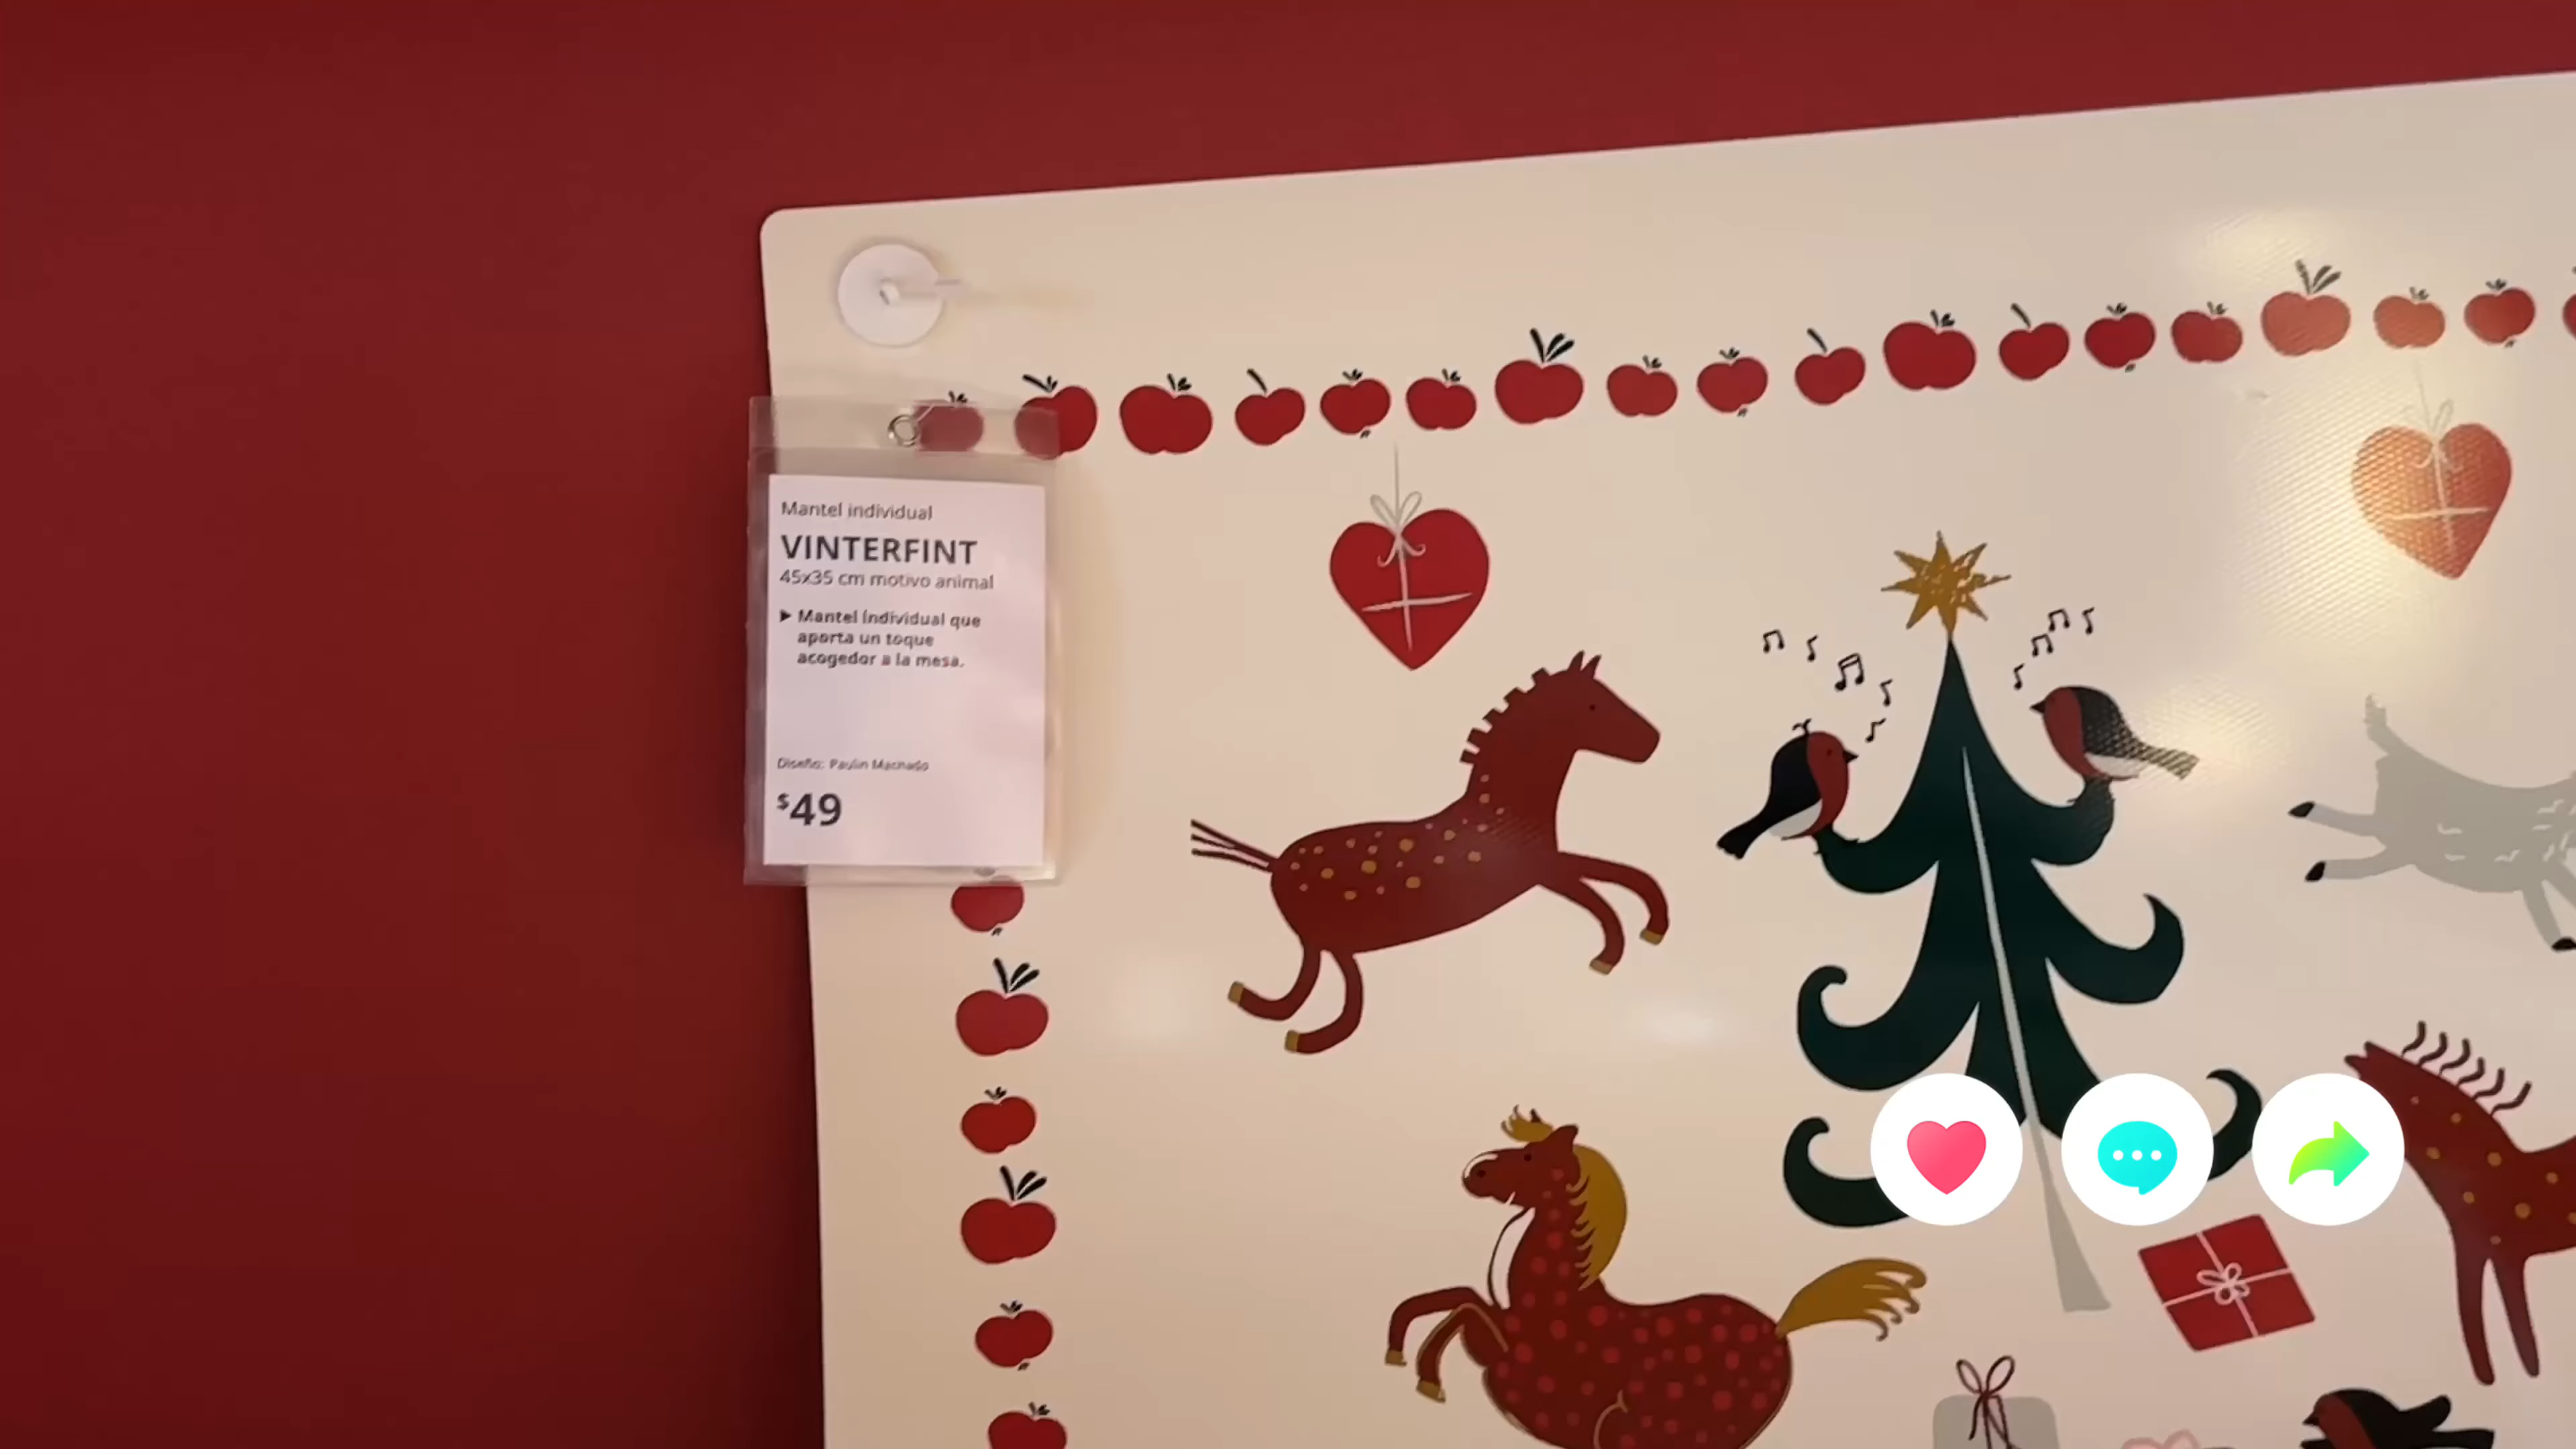 Mantel individual
VINTERFINT
45x35 cm motivo animal
▶ Mantel individual que
aporta un toque
acogedor a la mesa.
Diseño: Paulin Machado
$49